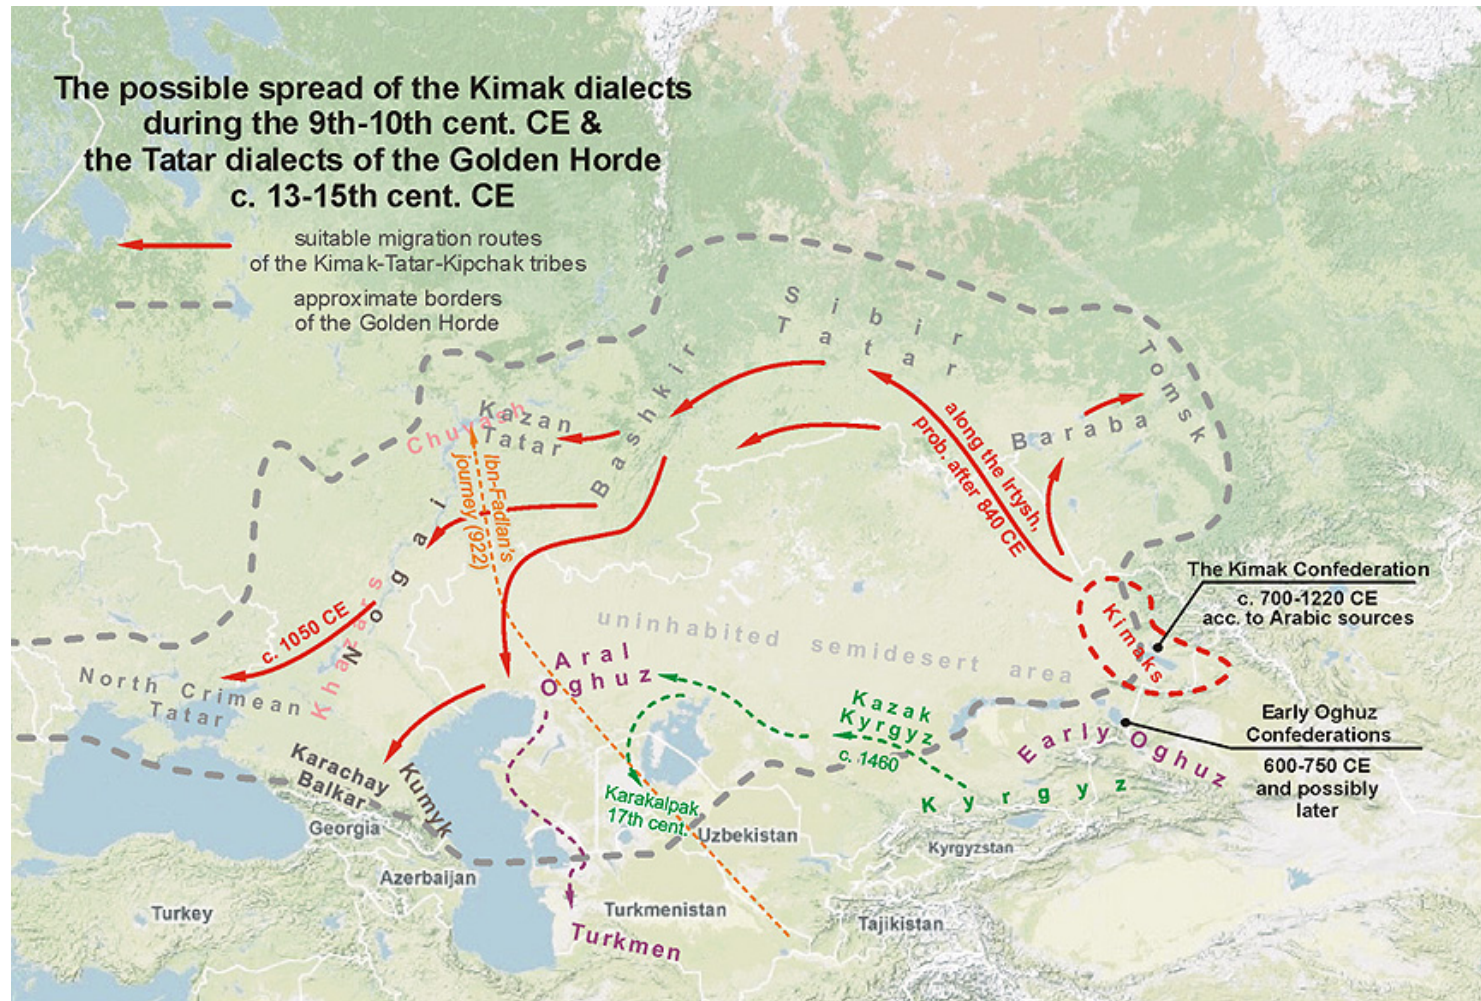 The possible spread of the Kimak dialects
during the 9th-10th cent. CE &
the Tatar dialects of the Golden Horde
c. 13-15th cent. CE
suitable migration routes
of the Kimak-Tatar-Kipchak tribes
approximate borders
of the Golden Horde
Sibir
Tatar
Tomsk
Baraba
Bashkir
Kazan
Tatar
Chuvash
Ibn-Fadlan's
journey (922)
along the Irtysh,
prob. after 840 CE
Nogai
Khazars
c. 1050 CE
North Crimean
Tatar
The Kimak Confederation
c. 700-1220 CE
acc. to Arabic sources
Kimaks
uninhabited semidesert area
Aral
Oghuz
Kazak
Kyrgyz
c. 1460
Early Oghuz
Early Oghuz
Confederations
600-750 CE
and possibly
later
Kyrgyz
Karakalpak
17th cent.
Karachay
Balkar
Kumyk
Georgia
Azerbaijan
Turkey
Uzbekistan
Kyrgyzstan
Turkmenistan
Tajikistan
Turkmen